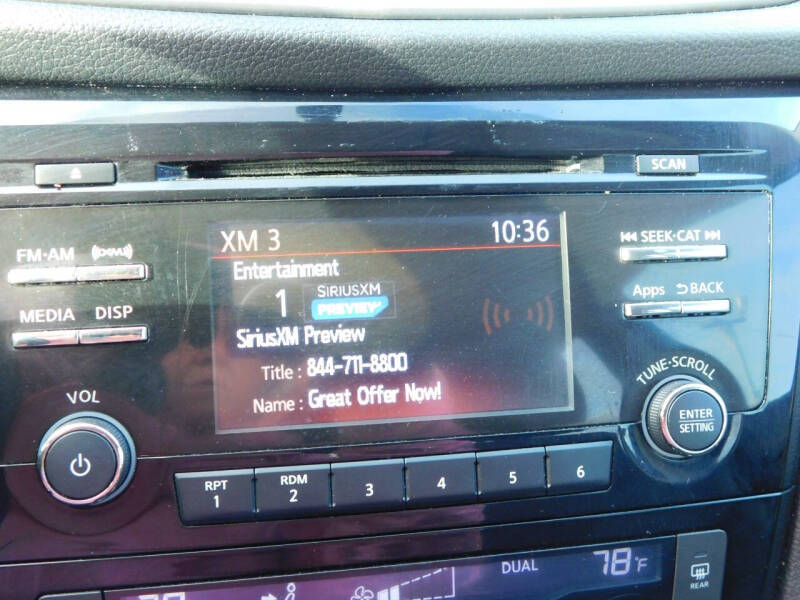 SCAN
FM·AM
((SXM))
MEDIA DISP
VOL
XM 3 10:36
Entertainment
1 SIRIUSXM
PREVIEW
SiriusXM Preview
Title : 844-711-8800
Name : Great Offer Now!
SEEK·CAT
Apps BACK
TUNE·SCROLL
ENTER
SETTING
RPT
1
RDM
2
3
4
5
6
DUAL 78°F
REAR